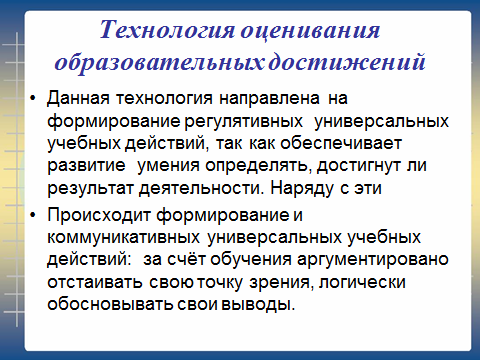 Технология оценивания
образовательных достижений
• Данная технология направлена на
формирование регулятивных универсальных
учебных действий, так как обеспечивает
развитие умения определять, достигнут ли
результат деятельности. Наряду с эти
• Происходит формирование и
коммуникативных универсальных учебных
действий: за счёт обучения аргументировано
отстаивать свою точку зрения, логически
обосновывать свои выводы.